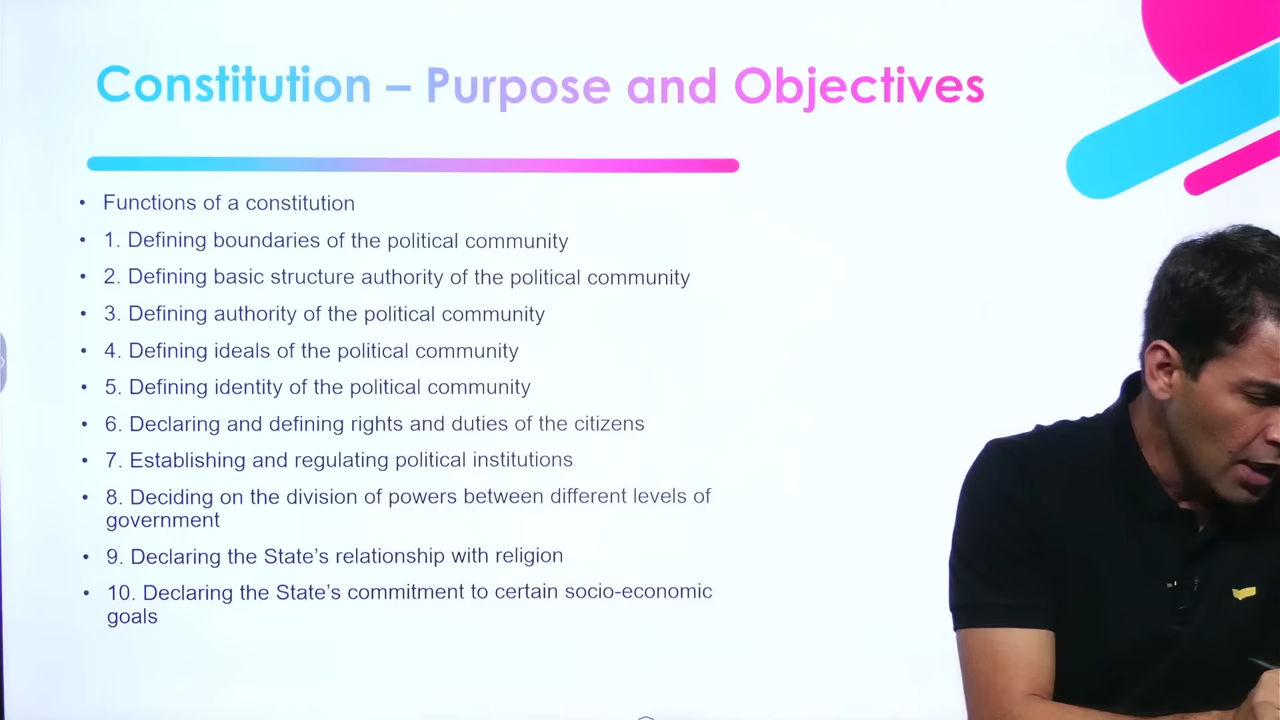 Constitution – Purpose and Objectives
• Functions of a constitution
• 1. Defining boundaries of the political community
• 2. Defining basic structure authority of the political community
• 3. Defining authority of the political community
• 4. Defining ideals of the political community
• 5. Defining identity of the political community
• 6. Declaring and defining rights and duties of the citizens
• 7. Establishing and regulating political institutions
• 8. Deciding on the division of powers between different levels of
government
• 9. Declaring the State’s relationship with religion
• 10. Declaring the State’s commitment to certain socio-economic
goals